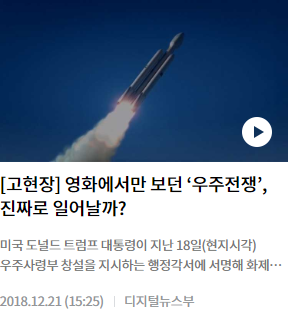 [고현장] 영화에서만 보던 ‘우주전쟁’,
진짜로 일어날까?
미국 도널드 트럼프 대통령이 지난 18일(현지시각)
우주사령부 창설을 지시하는 행정각서에 서명해 화제…
2018.12.21 (15:25) | 디지털뉴스부